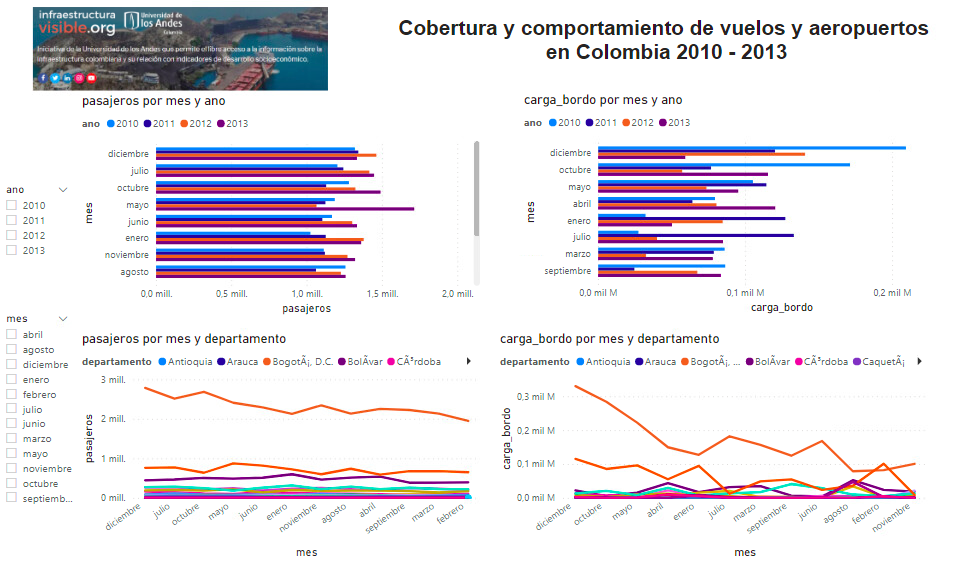 infraestructura
visible.org
Universidad de
los Andes
Colombia
Iniciativa de la Universidad de los Andes que permite el libre acceso a la información sobre la
infraestructura colombiana y su relación con indicadores de desarrollo socioeconómico.
Cobertura y comportamiento de vuelos y aeropuertos
en Colombia 2010 - 2013
pasajeros por mes y ano
ano 2010 2011 2012 2013
mes
diciembre
julio
octubre
mayo
junio
enero
noviembre
agosto
0,0 mill. 0,5 mill. 1,0 mill. 1,5 mill. 2,0 mill.
pasajeros
carga_bordo por mes y ano
ano 2010 2011 2012 2013
mes
diciembre
octubre
mayo
abril
enero
julio
marzo
septiembre
0,0 mil M 0,1 mil M 0,2 mil M
carga_bordo
ano
2010
2011
2012
2013
mes
abril
agosto
diciembre
enero
febrero
julio
junio
marzo
mayo
noviembre
octubre
septiemb...
pasajeros por mes y departamento
departamento Antioquia Arauca BogotÃ¡, D.C. BolÃ­var CÃ³rdoba
pasajeros
3 mill.
2 mill.
1 mill.
0 mill.
diciembre julio octubre mayo junio enero noviembre agosto abril septiembre marzo febrero
mes
carga_bordo por mes y departamento
departamento Antioquia Arauca BogotÃ¡, ... BolÃ­var CÃ³rdoba CaquetÃ¡
carga_bordo
0,3 mil M
0,2 mil M
0,1 mil M
0,0 mil M
diciembre octubre mayo abril enero julio marzo septiembre junio agosto febrero noviembre
mes